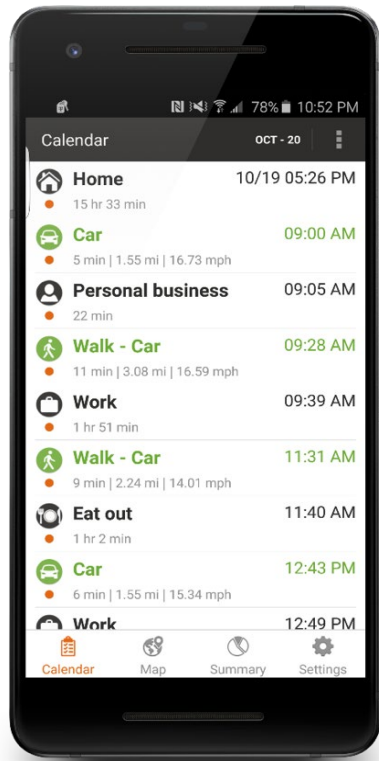 78% 10:52 PM
Calendar OCT - 20
Home 10/19 05:26 PM
15 hr 33 min
Car 09:00 AM
5 min | 1.55 mi | 16.73 mph
Personal business 09:05 AM
22 min
Walk - Car 09:28 AM
11 min | 3.08 mi | 16.59 mph
Work 09:39 AM
1 hr 51 min
Walk - Car 11:31 AM
9 min | 2.24 mi | 14.01 mph
Eat out 11:40 AM
1 hr 2 min
Car 12:43 PM
6 min | 1.55 mi | 15.34 mph
Work 12:49 PM
Calendar Map Summary Settings